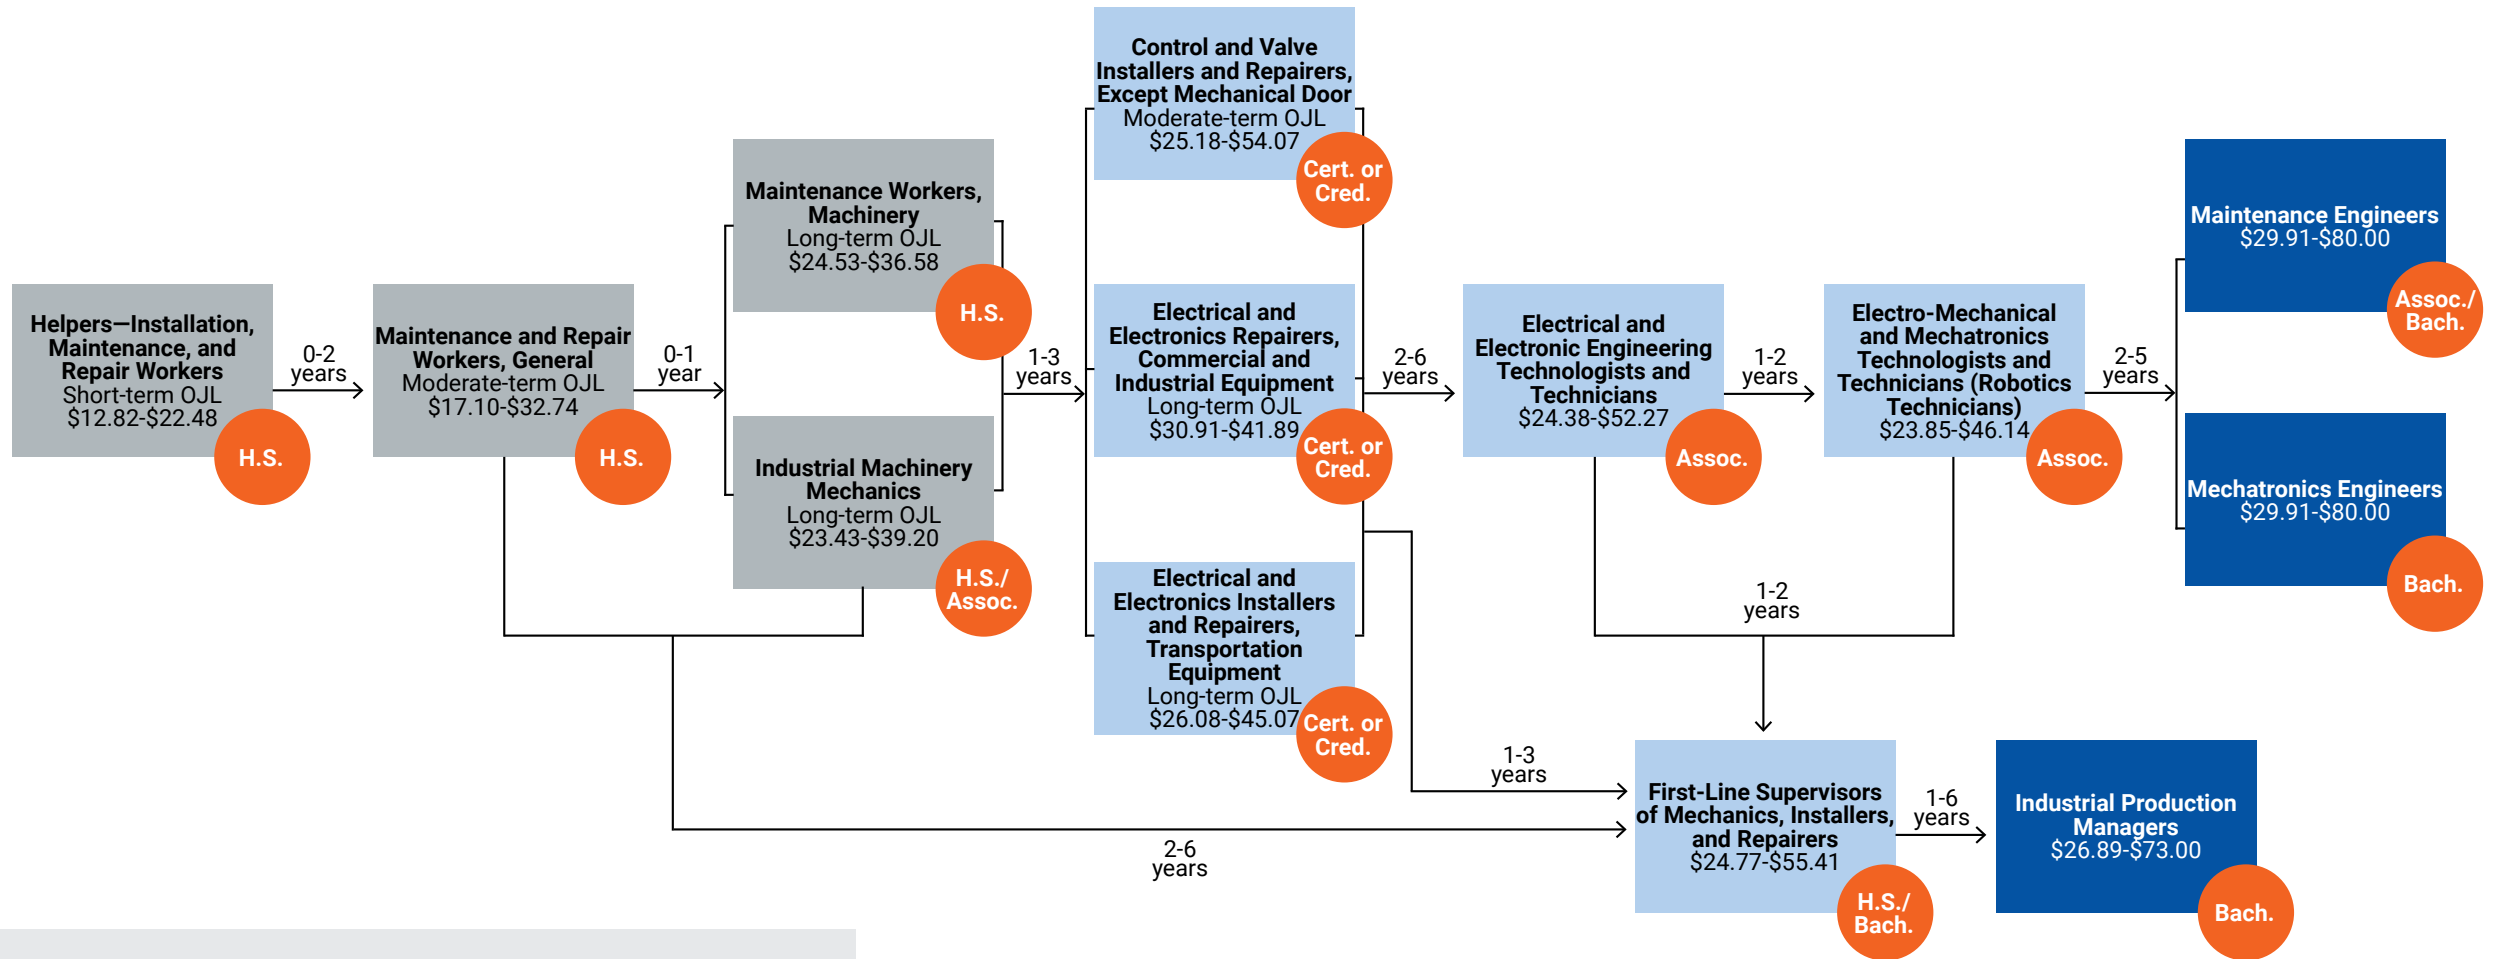 Helpers—Installation,
Maintenance, and
Repair Workers
Short-term OJL
$12.82-$22.48
H.S.
0-2
years
Maintenance and Repair
Workers, General
Moderate-term OJL
$17.10-$32.74
H.S.
0-1
year
Maintenance Workers,
Machinery
Long-term OJL
$24.53-$36.58
H.S.
Industrial Machinery
Mechanics
Long-term OJL
$23.43-$39.20
H.S./
Assoc.
1-3
years
Control and Valve
Installers and Repairers,
Except Mechanical Door
Moderate-term OJL
$25.18-$54.07
Cert. or
Cred.
Electrical and
Electronics Repairers,
Commercial and
Industrial Equipment
Long-term OJL
$30.91-$41.89
Cert. or
Cred.
Electrical and
Electronics Installers
and Repairers,
Transportation
Equipment
Long-term OJL
$26.08-$45.07
Cert. or
Cred.
2-6
years
Electrical and
Electronic Engineering
Technologists and
Technicians
$24.38-$52.27
Assoc.
1-2
years
Electro-Mechanical
and Mechatronics
Technologists and
Technicians (Robotics
Technicians)
$23.85-$46.14
Assoc.
2-5
years
Maintenance Engineers
$29.91-$80.00
Assoc./
Bach.
Mechatronics Engineers
$29.91-$80.00
Bach.
1-2
years
1-3
years
2-6
years
First-Line Supervisors
of Mechanics, Installers,
and Repairers
$24.77-$55.41
H.S./
Bach.
1-6
years
Industrial Production
Managers
$26.89-$73.00
Bach.